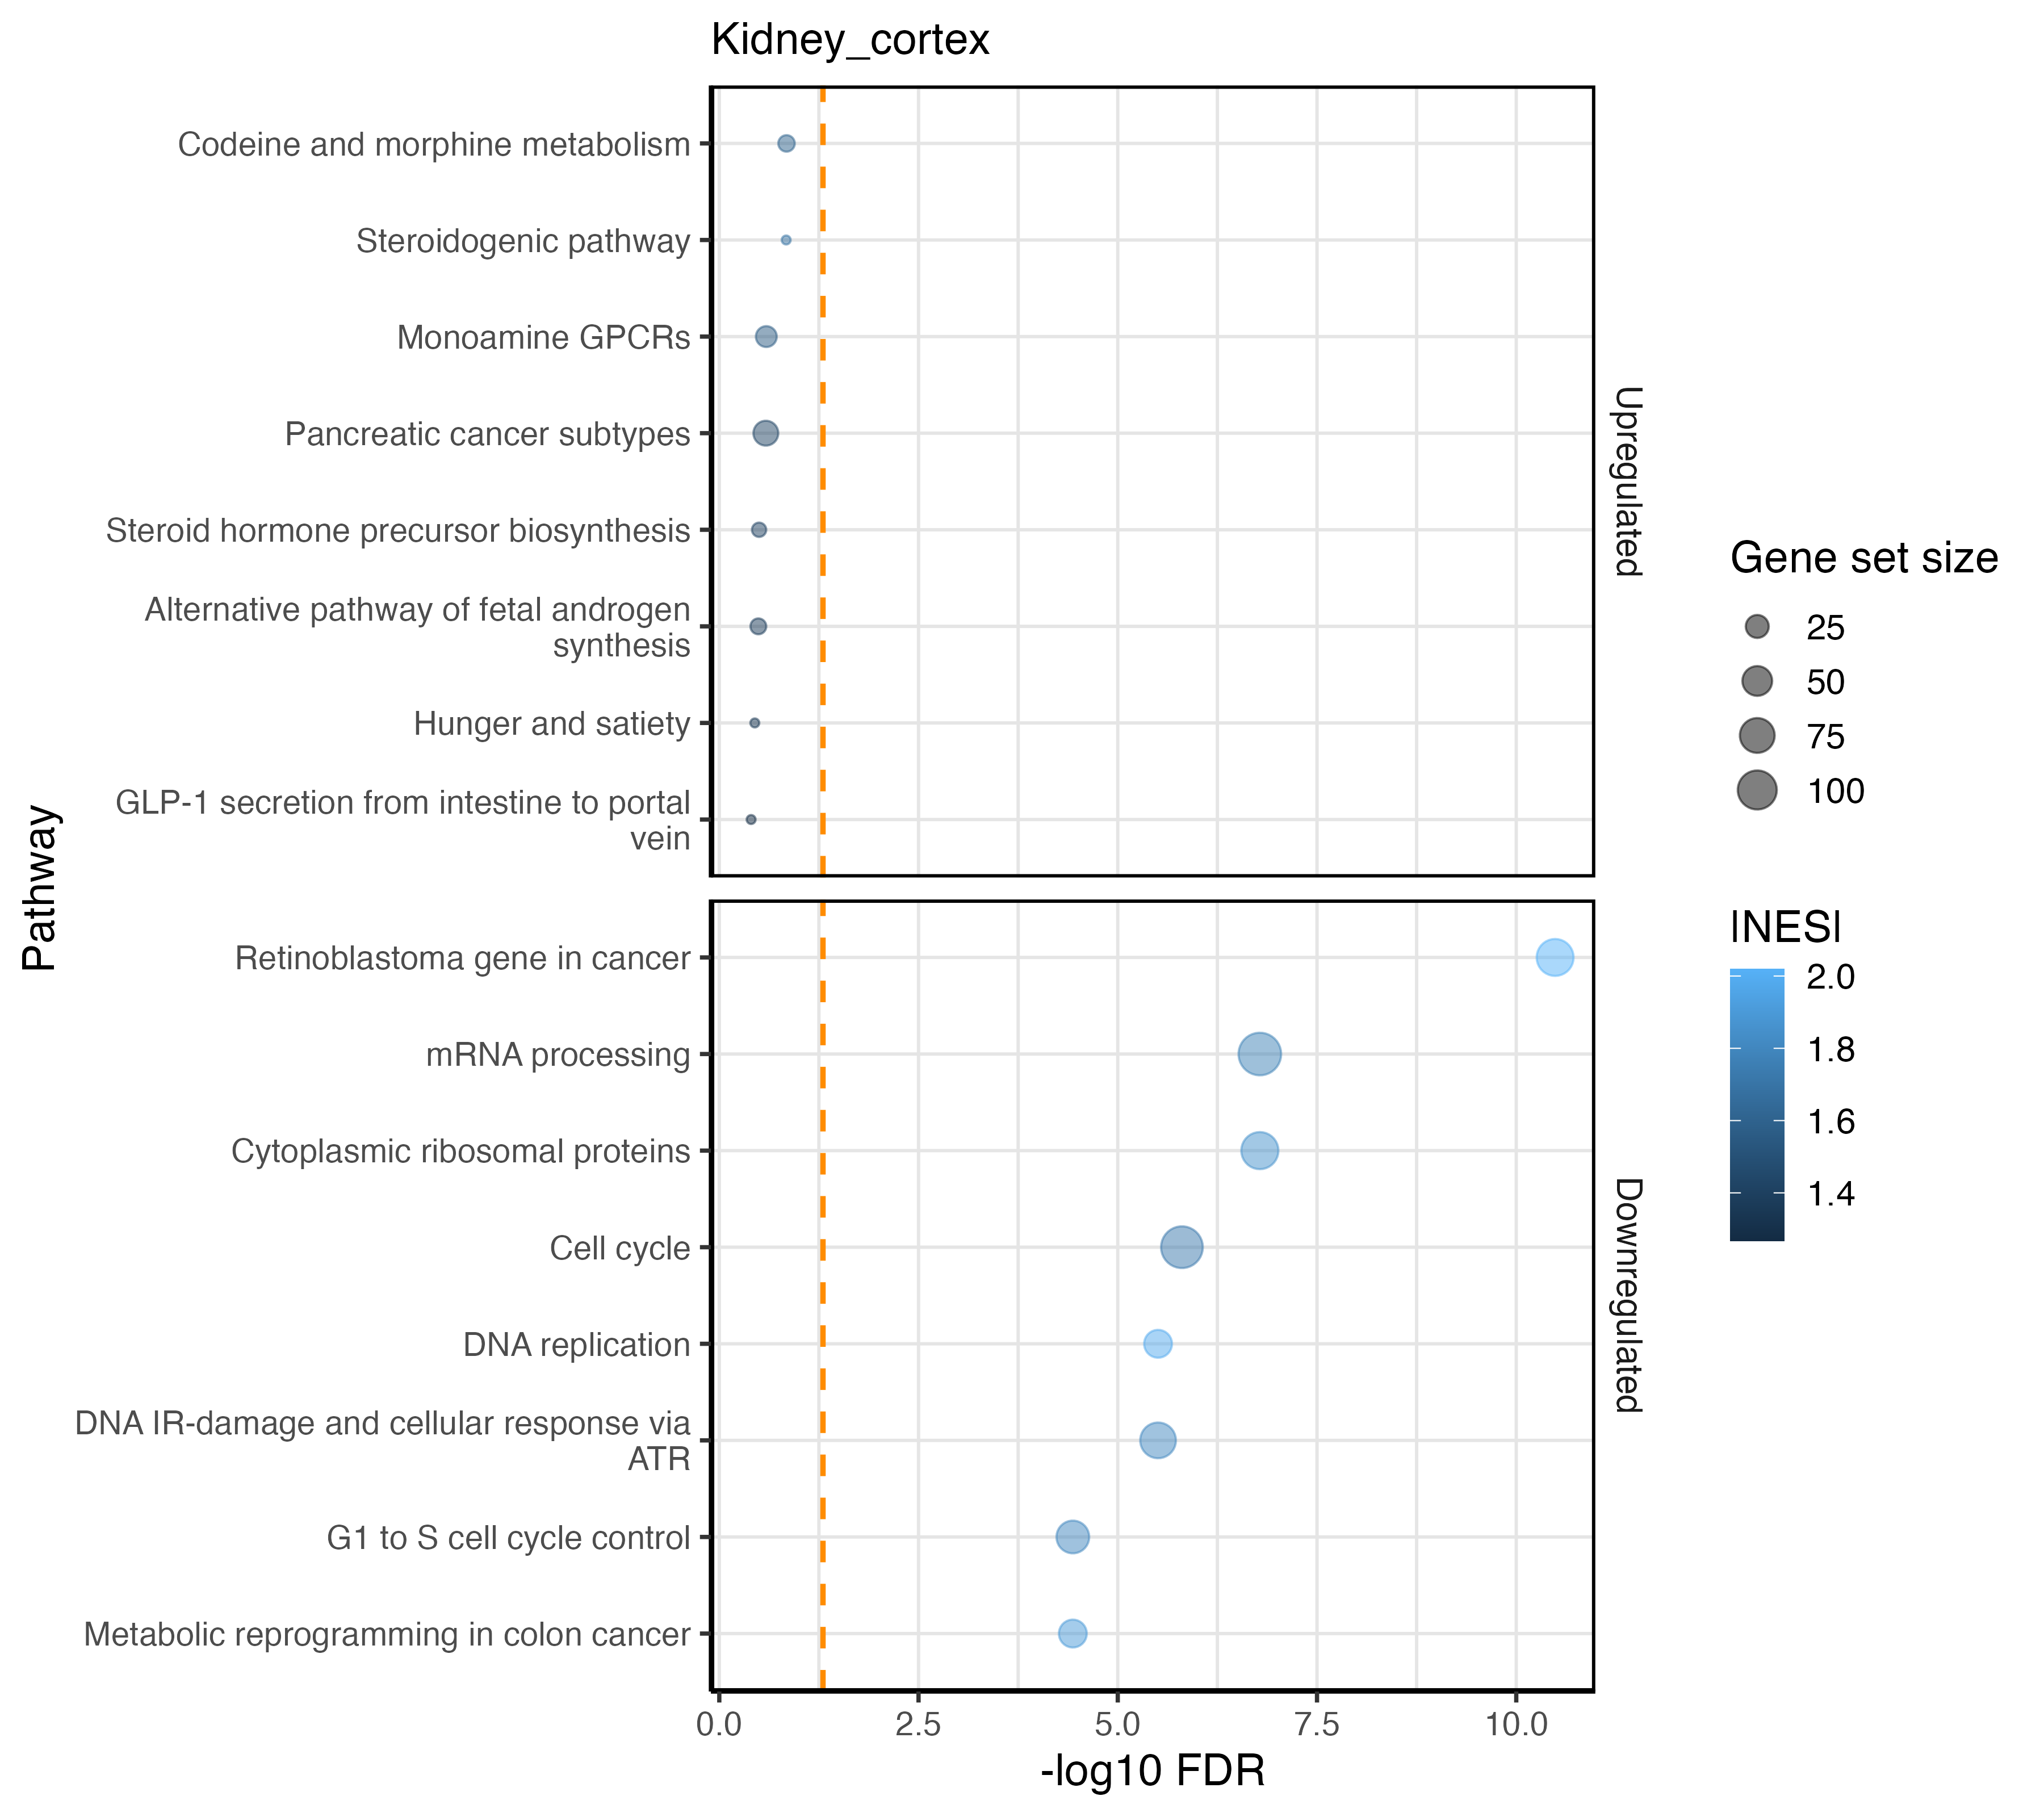 Kidney_cortex
Pathway
Codeine and morphine metabolism
Steroidogenic pathway
Monoamine GPCRs
Pancreatic cancer subtypes
Steroid hormone precursor biosynthesis
Alternative pathway of fetal androgen
synthesis
Hunger and satiety
GLP-1 secretion from intestine to portal
vein
Upregulated
Retinoblastoma gene in cancer
mRNA processing
Cytoplasmic ribosomal proteins
Cell cycle
DNA replication
DNA IR-damage and cellular response via
ATR
G1 to S cell cycle control
Metabolic reprogramming in colon cancer
Downregulated
0.0 2.5 5.0 7.5 10.0
-log10 FDR
Gene set size
25
50
75
100
|NES|
2.0
1.8
1.6
1.4